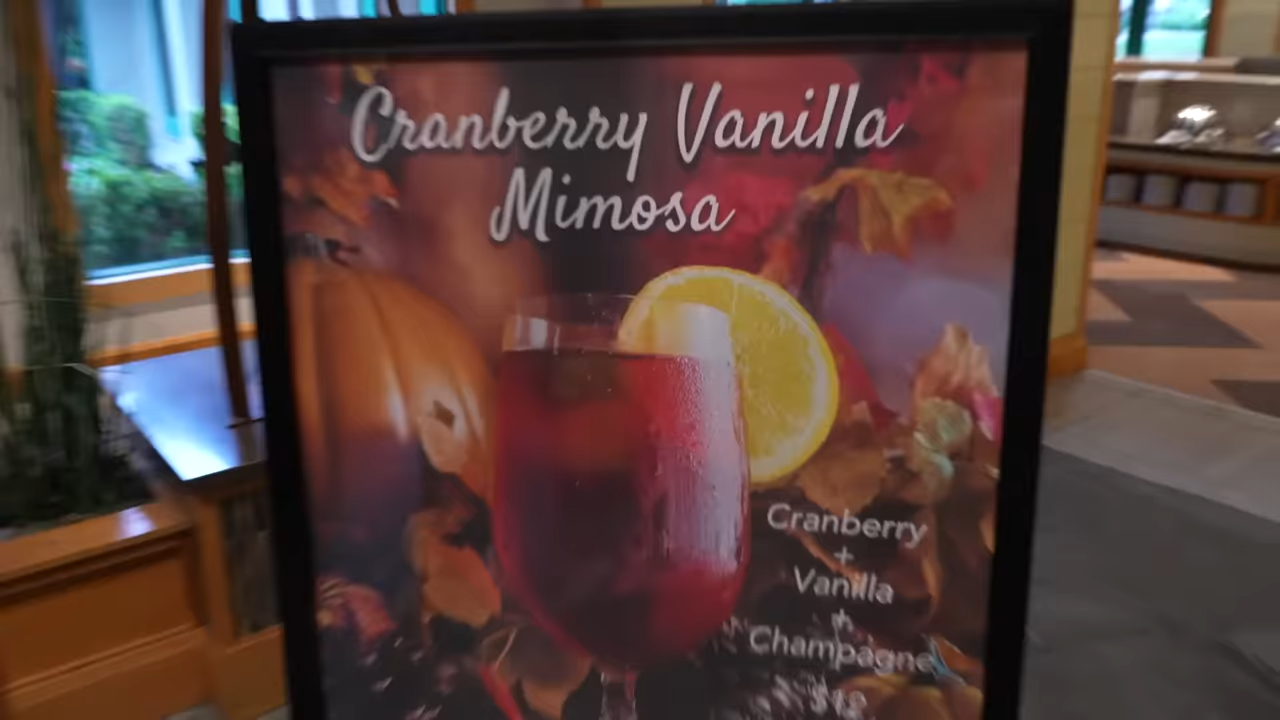 Cranberry Vanilla
Mimosa
Cranberry
+
Vanilla
+
Champagne